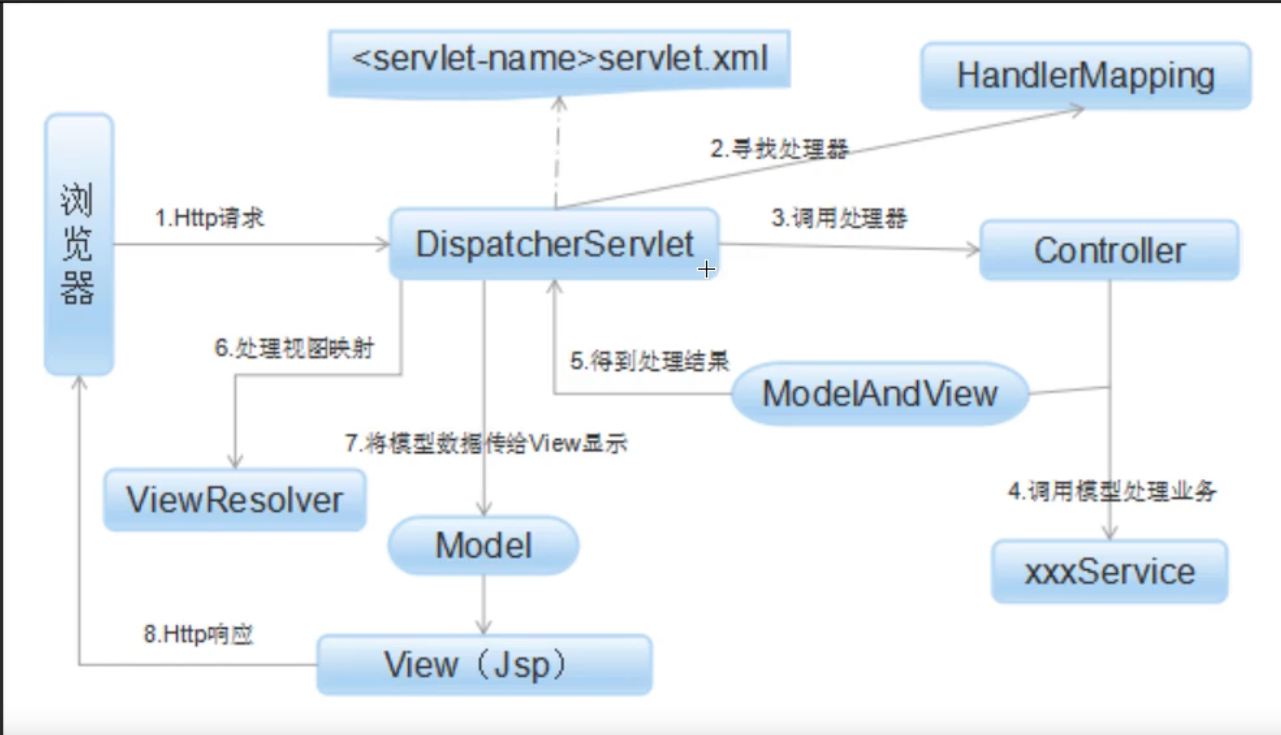 <servlet-name>servlet.xml
HandlerMapping
2.寻找处理器
浏览器
1.Http请求
3.调用处理器
DispatcherServlet
Controller
6.处理视图映射
5.得到处理结果
ModelAndView
7.将模型数据传给View显示
ViewResolver
4.调用模型处理业务
Model
xxxService
8.Http响应
View（Jsp）